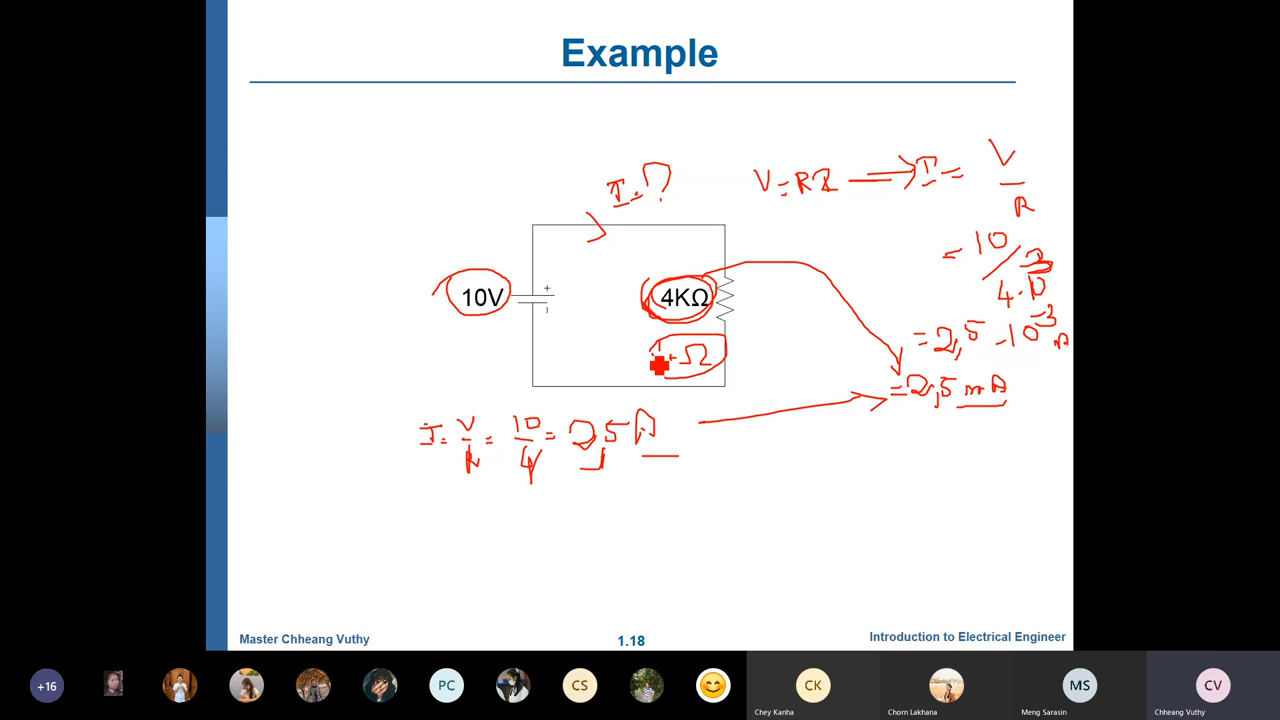 Example
I = ?
V = RI ⟹ I = V/R
= 10/4·10
10V
+
4KΩ
= 2,5 · 10⁻³ A
Ω
= 2,5 mA
I = V/R = 10/4 = 2,5 A
Master Chheang Vuthy
1.18
Introduction to Electrical Engineer
+16
PC
CS
CK
MS
CV
Chey Kanha
Chorn Lakhana
Meng Sarasin
Chheang Vuthy